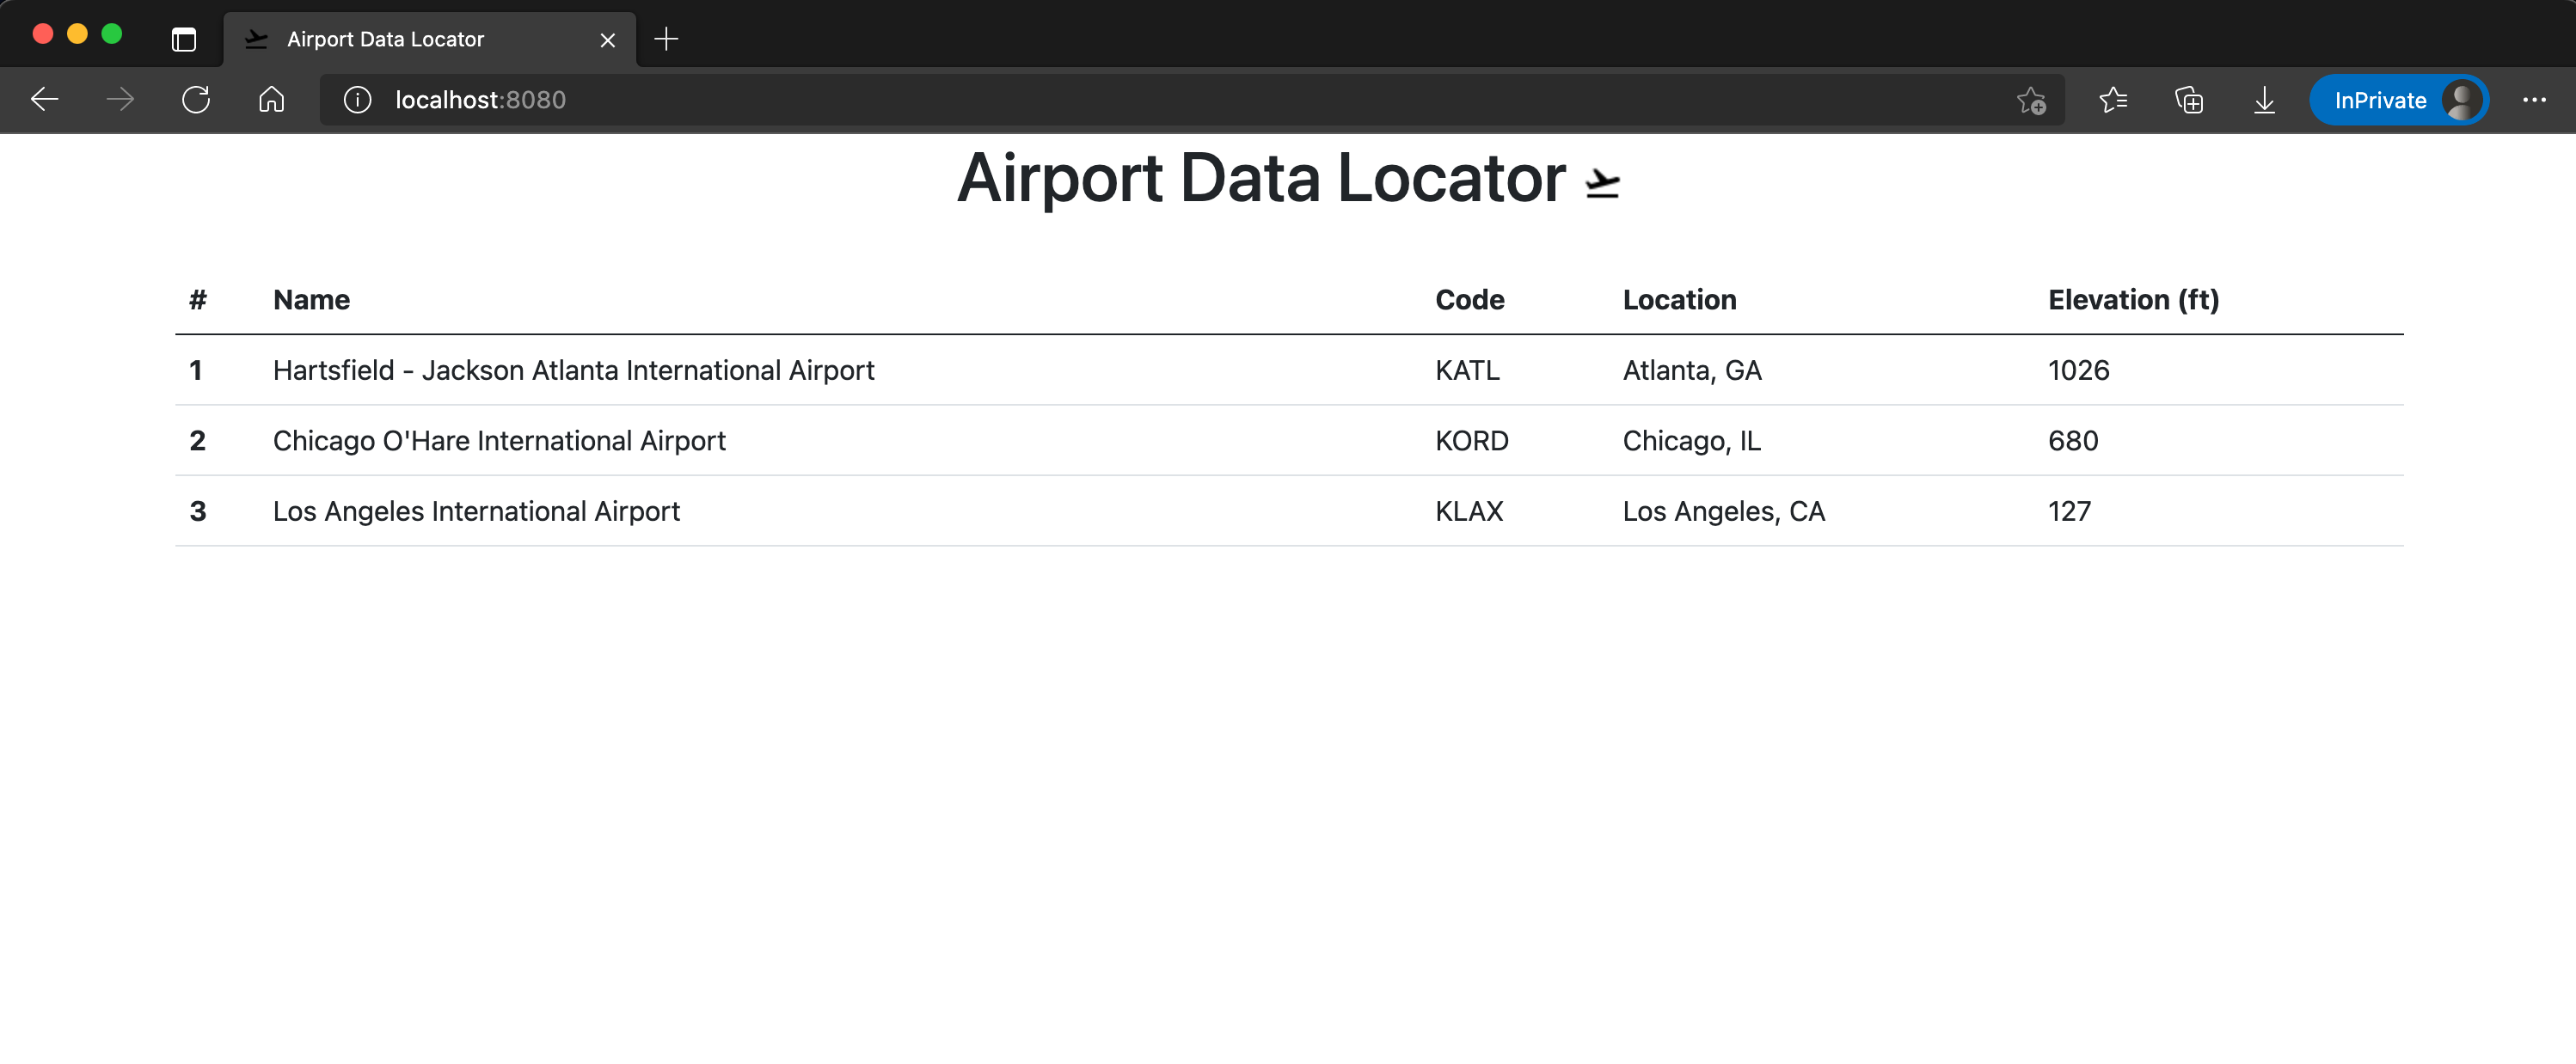 Airport Data Locator
localhost:8080
InPrivate
Airport Data Locator
# Name Code Location Elevation (ft)
1 Hartsfield - Jackson Atlanta International Airport KATL Atlanta, GA 1026
2 Chicago O'Hare International Airport KORD Chicago, IL 680
3 Los Angeles International Airport KLAX Los Angeles, CA 127